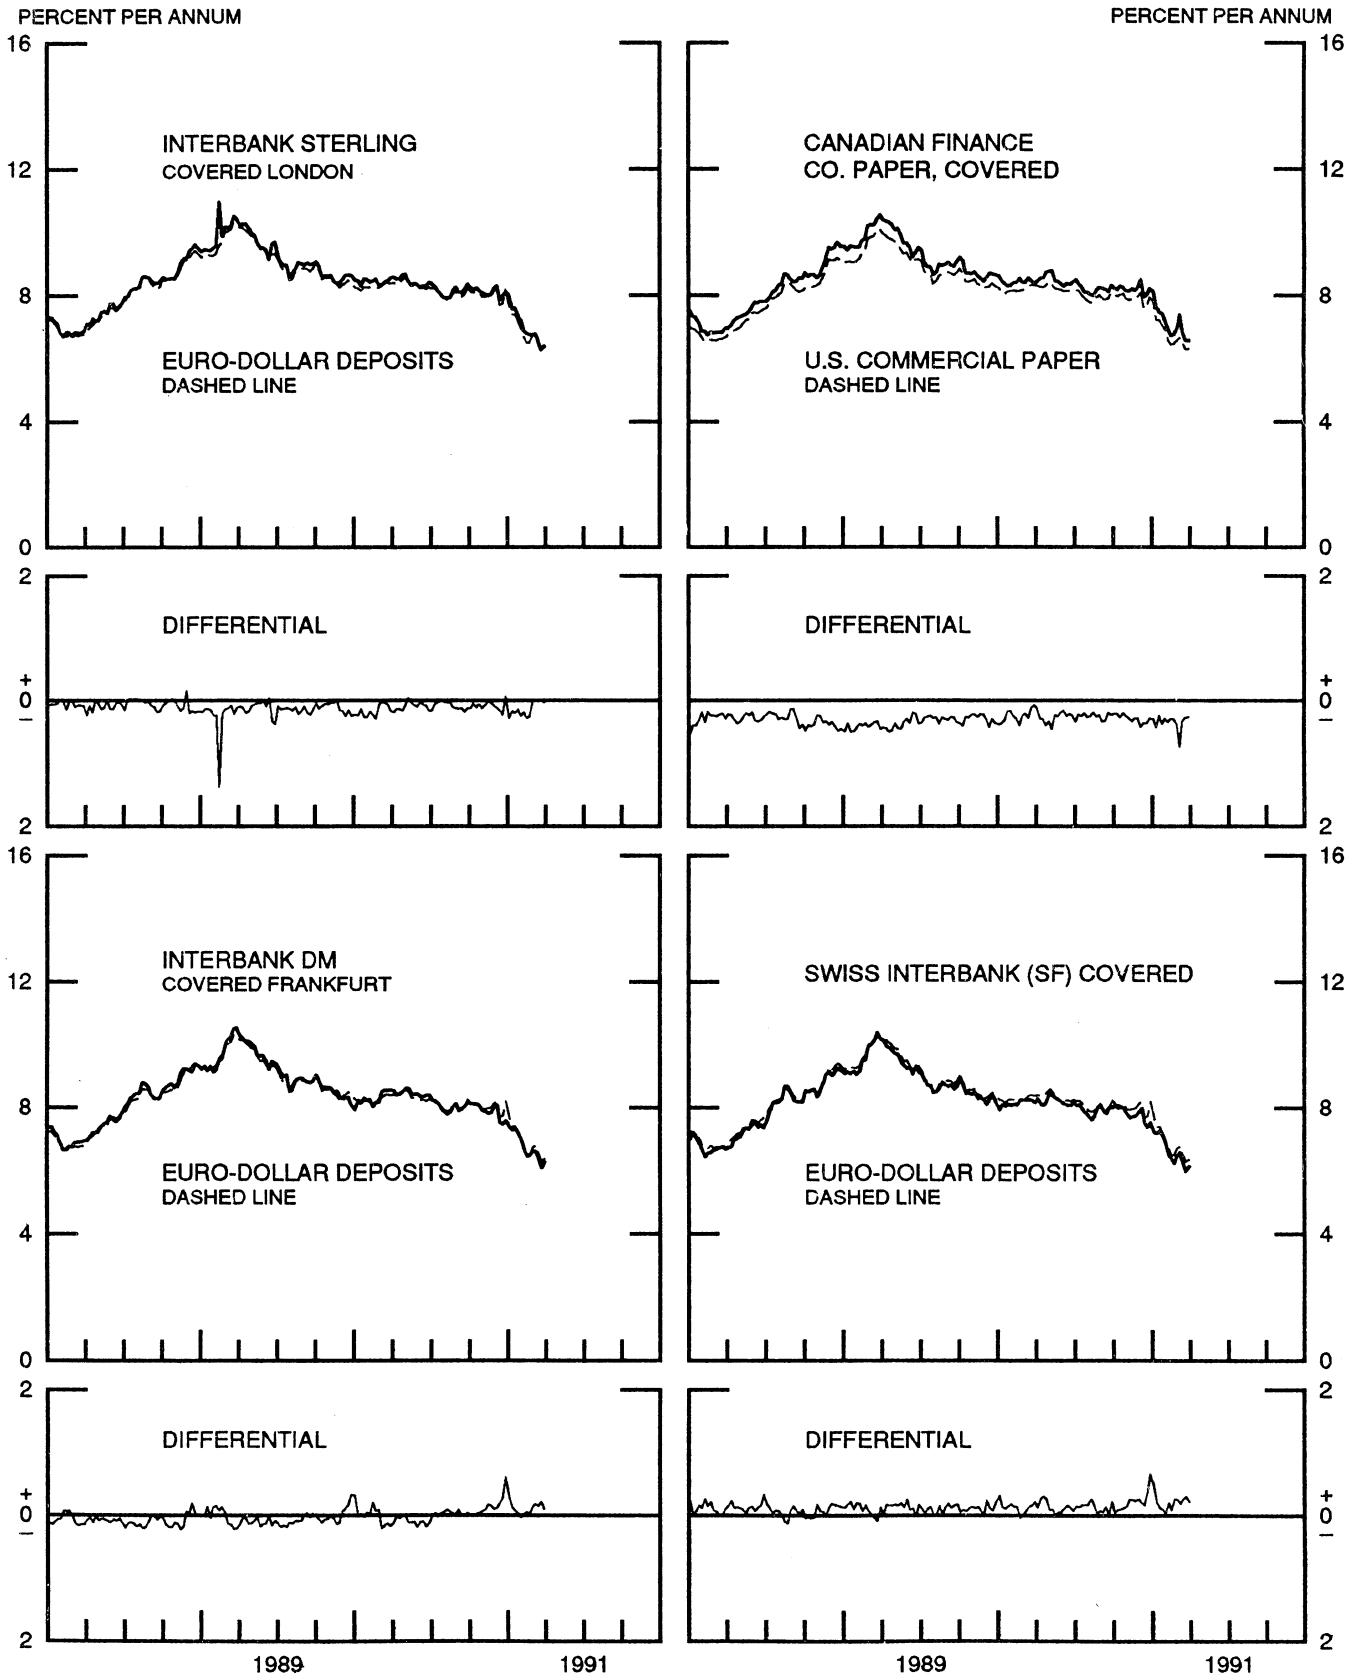 PERCENT PER ANNUM
PERCENT PER ANNUM
16
16
INTERBANK STERLING
COVERED LONDON
CANADIAN FINANCE
CO. PAPER, COVERED
12
12
8
8
EURO-DOLLAR DEPOSITS
DASHED LINE
U.S. COMMERCIAL PAPER
DASHED LINE
4
4
0
0
2
2
DIFFERENTIAL
DIFFERENTIAL
+
+
0
0
−
−
2
2
16
16
INTERBANK DM
COVERED FRANKFURT
SWISS INTERBANK (SF) COVERED
12
12
8
8
EURO-DOLLAR DEPOSITS
DASHED LINE
EURO-DOLLAR DEPOSITS
DASHED LINE
4
4
0
0
2
2
DIFFERENTIAL
DIFFERENTIAL
+
+
0
0
−
−
2
2
1989
1991
1989
1991